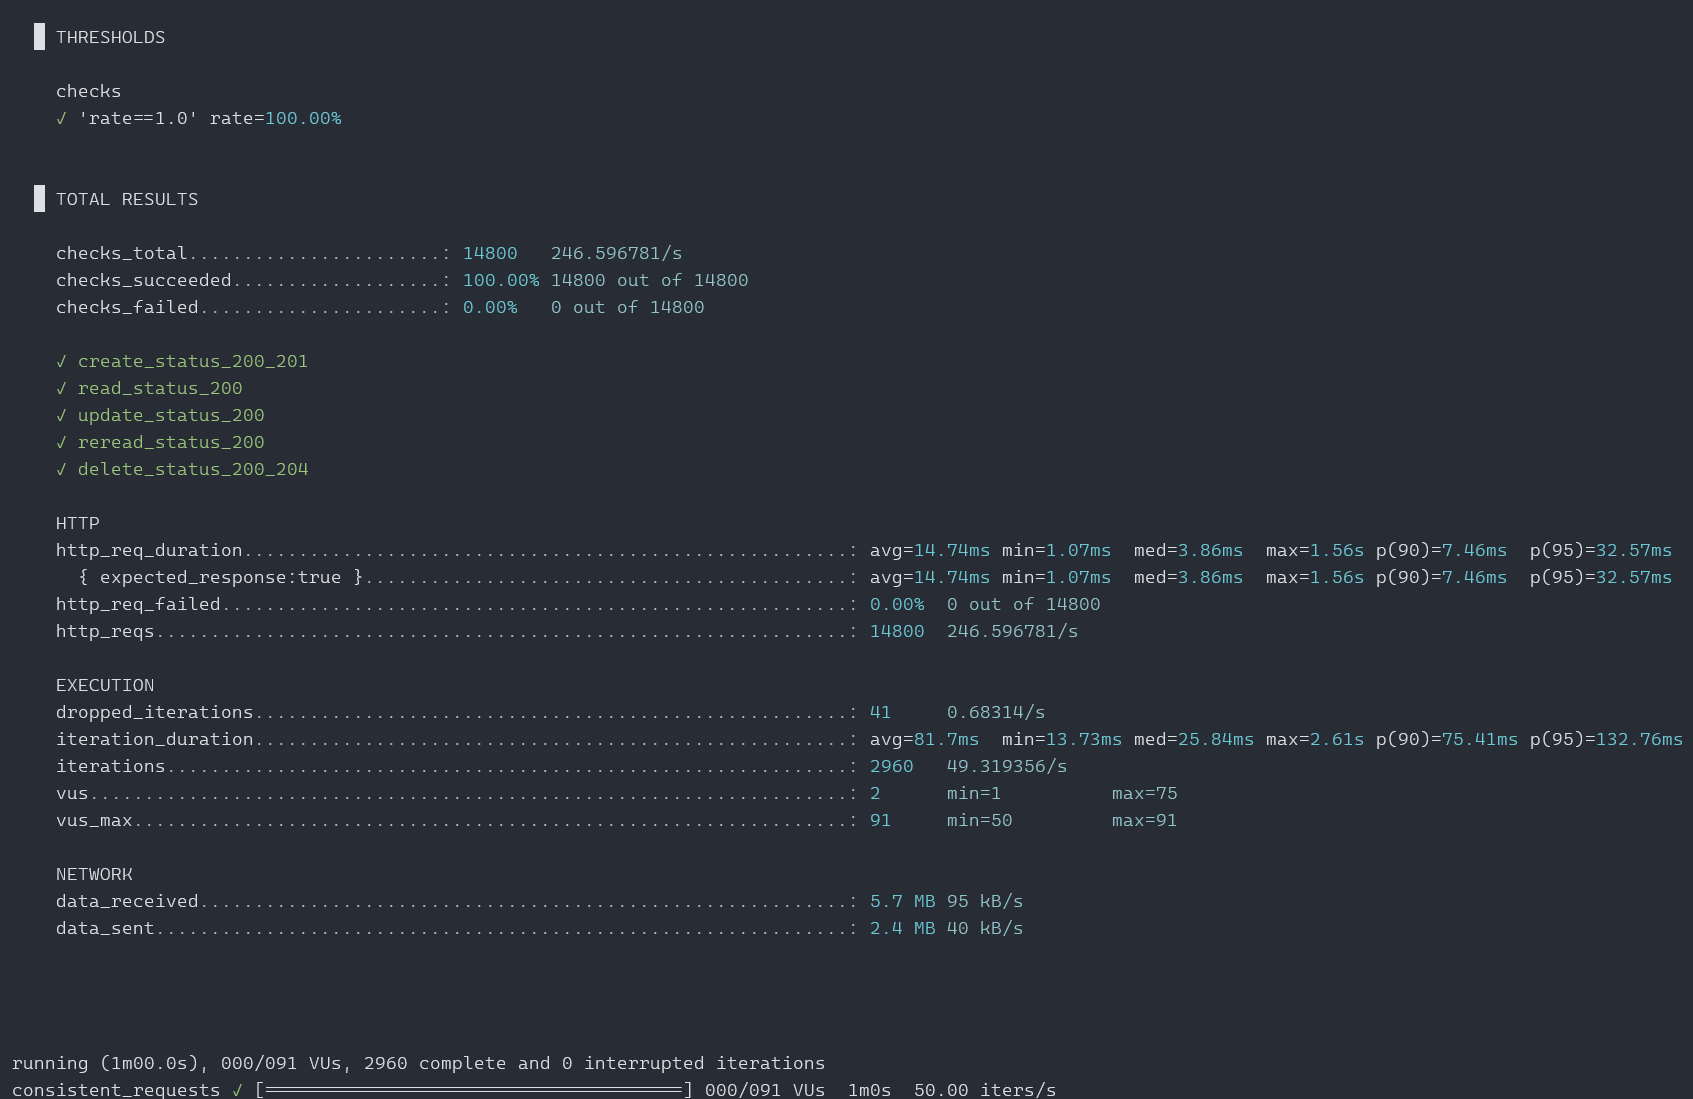 █ THRESHOLDS

checks
✓ 'rate==1.0' rate=100.00%

█ TOTAL RESULTS

checks_total.......................: 14800   246.596781/s
checks_succeeded...................: 100.00% 14800 out of 14800
checks_failed......................: 0.00%   0 out of 14800

✓ create_status_200_201
✓ read_status_200
✓ update_status_200
✓ reread_status_200
✓ delete_status_200_204

HTTP
http_req_duration.......................................................: avg=14.74ms min=1.07ms  med=3.86ms  max=1.56s p(90)=7.46ms  p(95)=32.57ms
  { expected_response:true }............................................: avg=14.74ms min=1.07ms  med=3.86ms  max=1.56s p(90)=7.46ms  p(95)=32.57ms
http_req_failed.........................................................: 0.00%  0 out of 14800
http_reqs...............................................................: 14800  246.596781/s

EXECUTION
dropped_iterations......................................................: 41     0.68314/s
iteration_duration......................................................: avg=81.7ms  min=13.73ms med=25.84ms max=2.61s p(90)=75.41ms p(95)=132.76ms
iterations..............................................................: 2960   49.319356/s
vus.....................................................................: 2      min=1          max=75
vus_max.................................................................: 91     min=50         max=91

NETWORK
data_received...........................................................: 5.7 MB 95 kB/s
data_sent...............................................................: 2.4 MB 40 kB/s

running (1m00.0s), 000/091 VUs, 2960 complete and 0 interrupted iterations
consistent_requests ✓ [======================================] 000/091 VUs  1m0s  50.00 iters/s